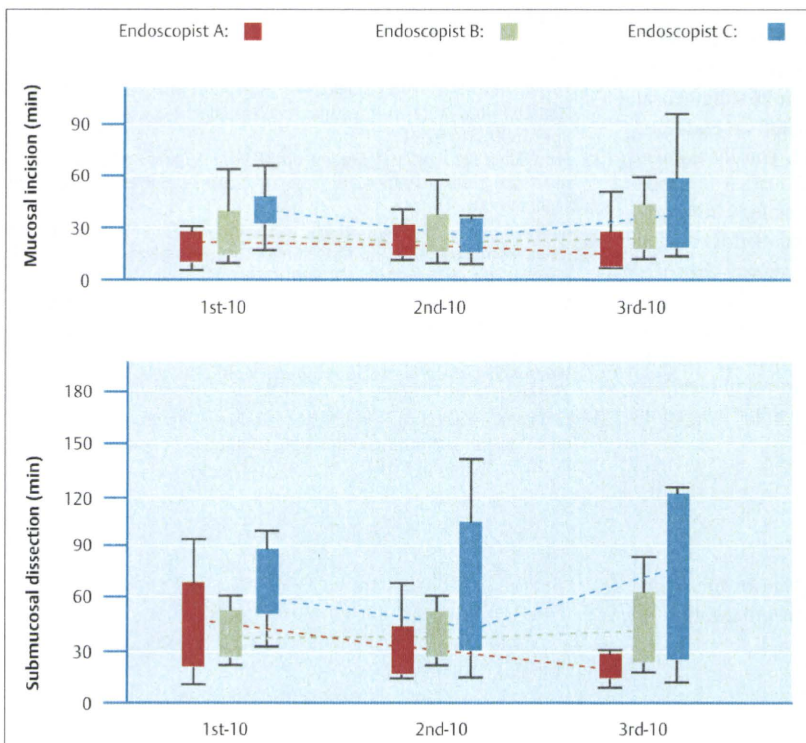 Endoscopist A: Endoscopist B: Endoscopist C:
Mucosal incision (min)
90
60
30
0
1st-10 2nd-10 3rd-10
Submucosal dissection (min)
180
150
120
90
60
30
0
1st-10 2nd-10 3rd-10